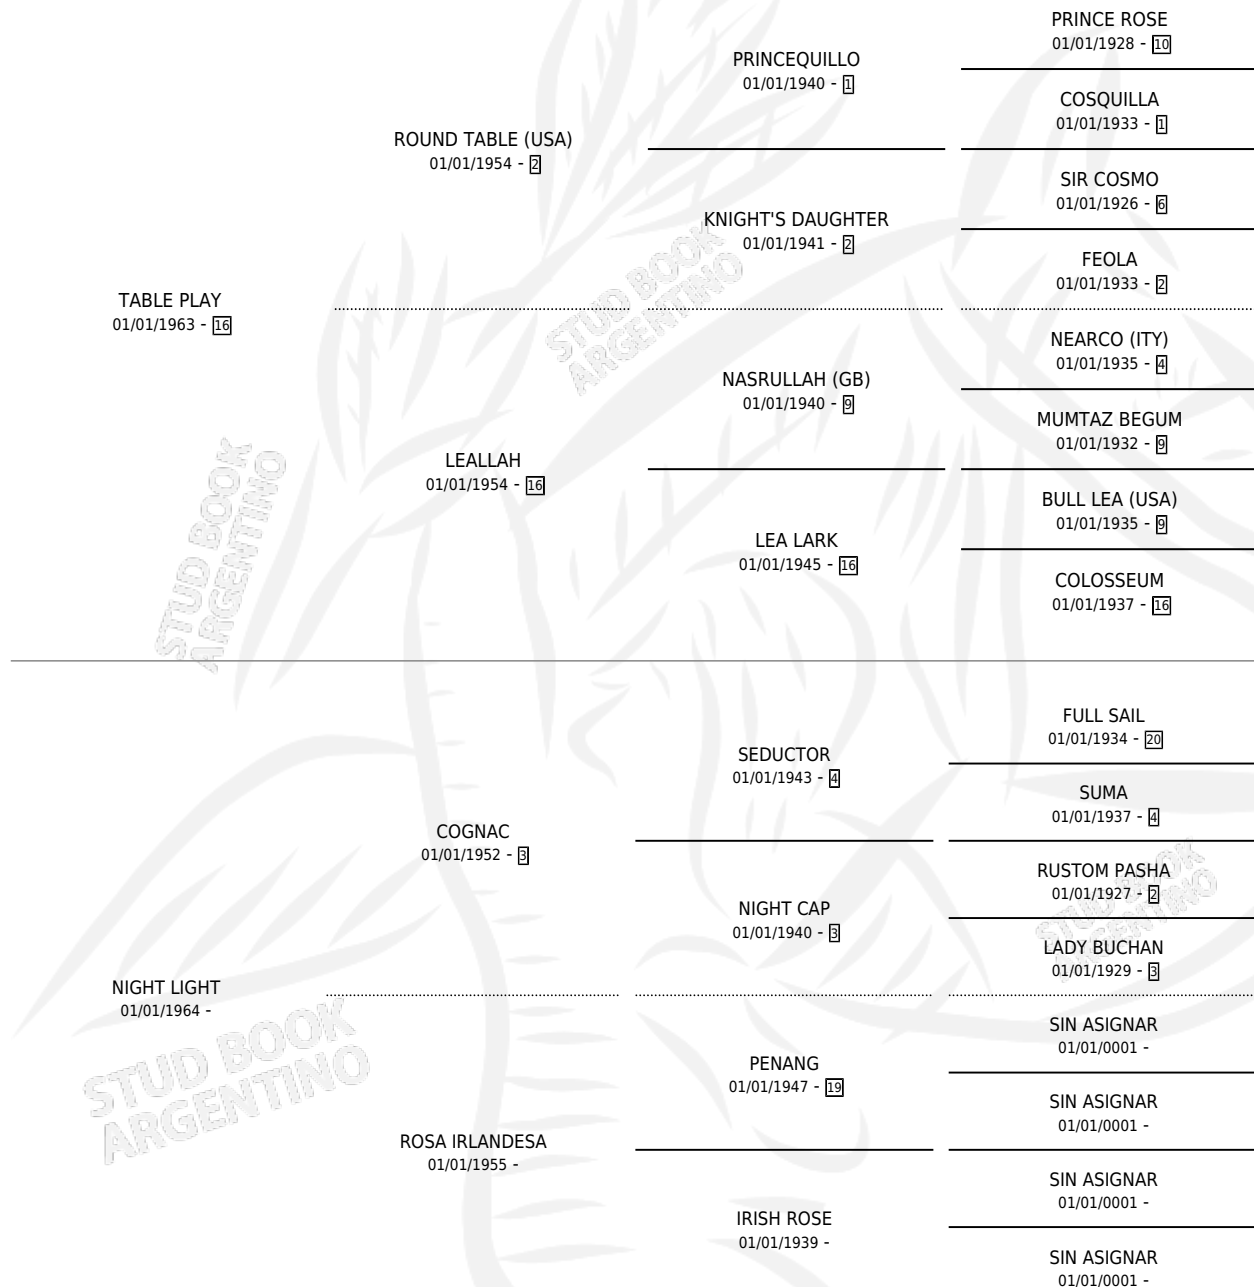 PRINCE ROSE
01/01/1928 - 10
PRINCEQUILLO
01/01/1940 - 1
COSQUILLA
01/01/1933 - 1
ROUND TABLE (USA)
01/01/1954 - 2
SIR COSMO
01/01/1926 - 6
KNIGHT'S DAUGHTER
01/01/1941 - 2
FEOLA
01/01/1933 - 2
TABLE PLAY
01/01/1963 - 16
NEARCO (ITY)
01/01/1935 - 4
NASRULLAH (GB)
01/01/1940 - 9
MUMTAZ BEGUM
01/01/1932 - 9
LEALLAH
01/01/1954 - 16
BULL LEA (USA)
01/01/1935 - 9
LEA LARK
01/01/1945 - 16
COLOSSEUM
01/01/1937 - 16
FULL SAIL
01/01/1934 - 20
SEDUCTOR
01/01/1943 - 4
SUMA
01/01/1937 - 4
COGNAC
01/01/1952 - 3
RUSTOM PASHA
01/01/1927 - 2
NIGHT CAP
01/01/1940 - 3
LADY BUCHAN
01/01/1929 - 3
NIGHT LIGHT
01/01/1964 -
SIN ASIGNAR
01/01/0001 -
PENANG
01/01/1947 - 19
SIN ASIGNAR
01/01/0001 -
ROSA IRLANDESA
01/01/1955 -
SIN ASIGNAR
01/01/0001 -
IRISH ROSE
01/01/1939 -
SIN ASIGNAR
01/01/0001 -
STUD BOOK
ARGENTINO
STUD BOOK
ARGENTINO
STUD BOOK
ARGENTINO
STUD BOOK
ARGENTINO